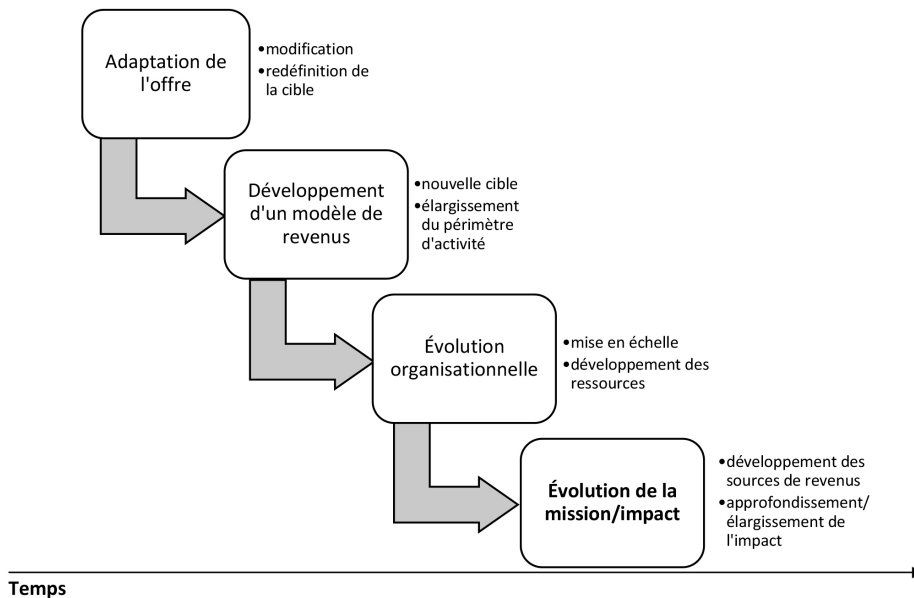 Adaptation de
l'offre
•modification
•redéfinition de
la cible
Développement
d'un modèle de
revenus
•nouvelle cible
•élargissement
du périmètre
d'activité
Évolution
organisationnelle
•mise en échelle
•développement des
ressources
Évolution de la
mission/impact
•développement des
sources de revenus
•approfondissement/
élargissement de
l'impact
Temps